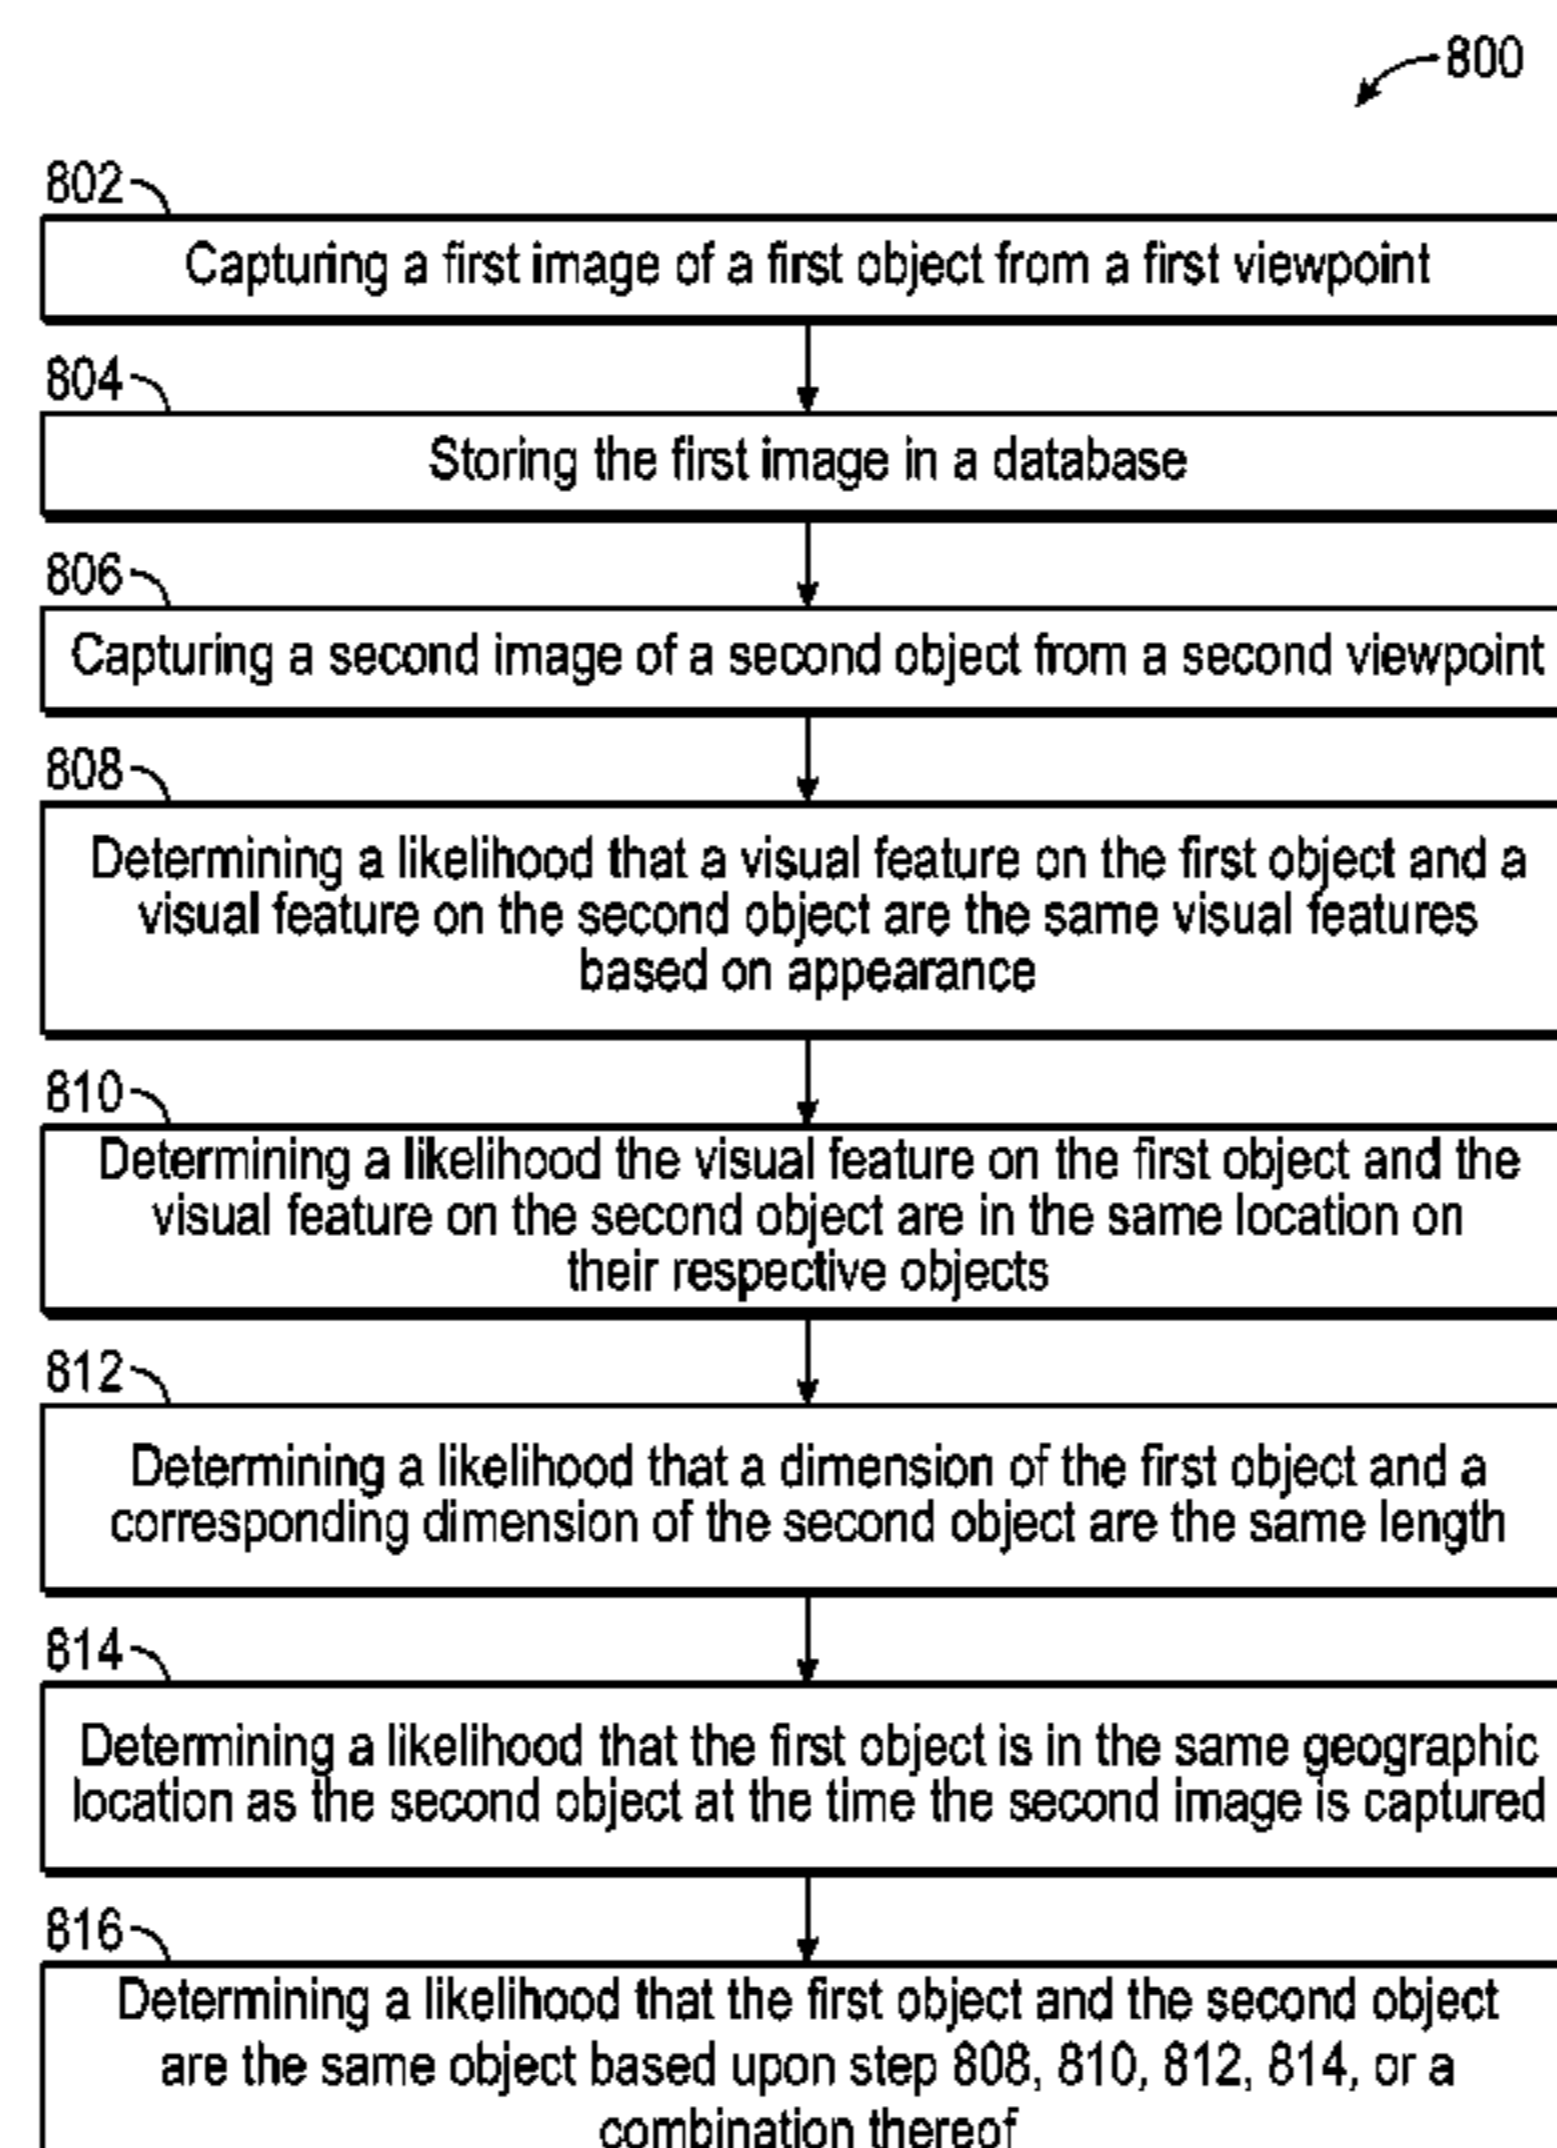 800
802
Capturing a first image of a first object from a first viewpoint
804
Storing the first image in a database
806
Capturing a second image of a second object from a second viewpoint
808
Determining a likelihood that a visual feature on the first object and a
visual feature on the second object are the same visual features
based on appearance
810
Determining a likelihood the visual feature on the first object and the
visual feature on the second object are in the same location on
their respective objects
812
Determining a likelihood that a dimension of the first object and a
corresponding dimension of the second object are the same length
814
Determining a likelihood that the first object is in the same geographic
location as the second object at the time the second image is captured
816
Determining a likelihood that the first object and the second object
are the same object based upon step 808, 810, 812, 814, or a
combination thereof